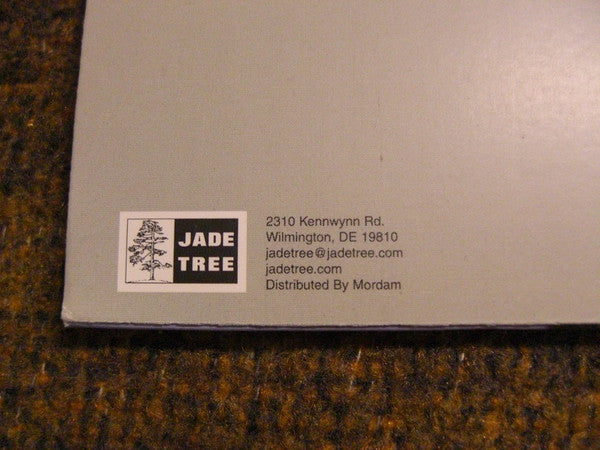 JADE
TREE
2310 Kennwynn Rd.
Wilmington, DE 19810
jadetree@jadetree.com
jadetree.com
Distributed By Mordam